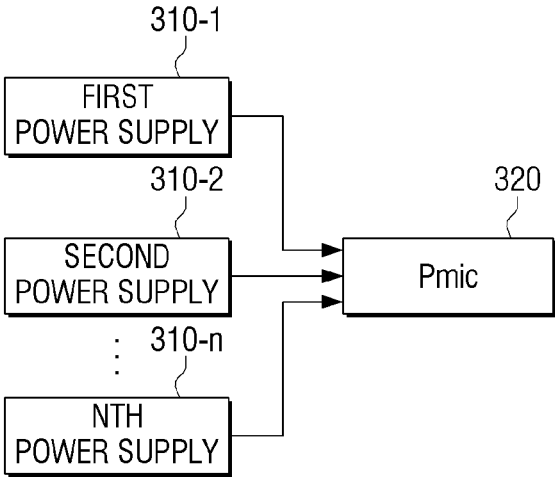 310-1
FIRST
POWER SUPPLY
310-2
SECOND
POWER SUPPLY
320
Pmic
310-n
NTH
POWER SUPPLY